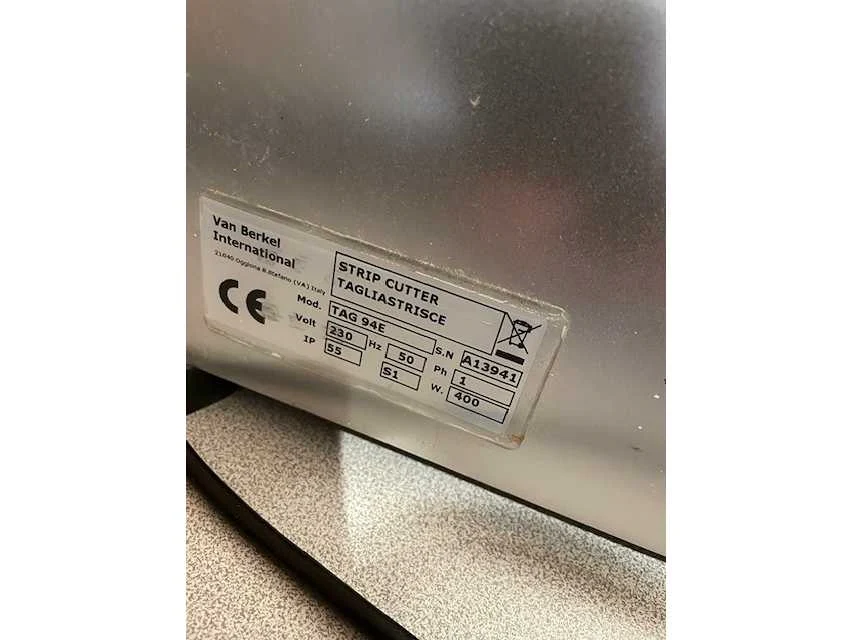 Van Berkel
International
21040 Oggiona S.Stefano (VA) Italy
CE
STRIP CUTTER
TAGLIASTRISCE
Mod. TAG 94E S.N A13941
Volt 230 Hz 50 Ph 1
IP 55 S1 W. 400